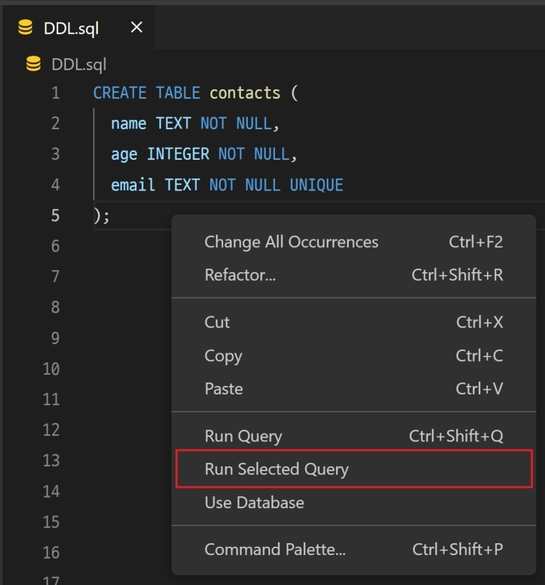 DDL.sql
DDL.sql
1 CREATE TABLE contacts (
2 name TEXT NOT NULL,
3 age INTEGER NOT NULL,
4 email TEXT NOT NULL UNIQUE
5 );
6
Change All Occurrences Ctrl+F2
7
Refactor... Ctrl+Shift+R
8
Cut Ctrl+X
9
10
Copy Ctrl+C
11
Paste Ctrl+V
12
Run Query Ctrl+Shift+Q
13
Run Selected Query
14
Use Database
15
16
Command Palette... Ctrl+Shift+P
17